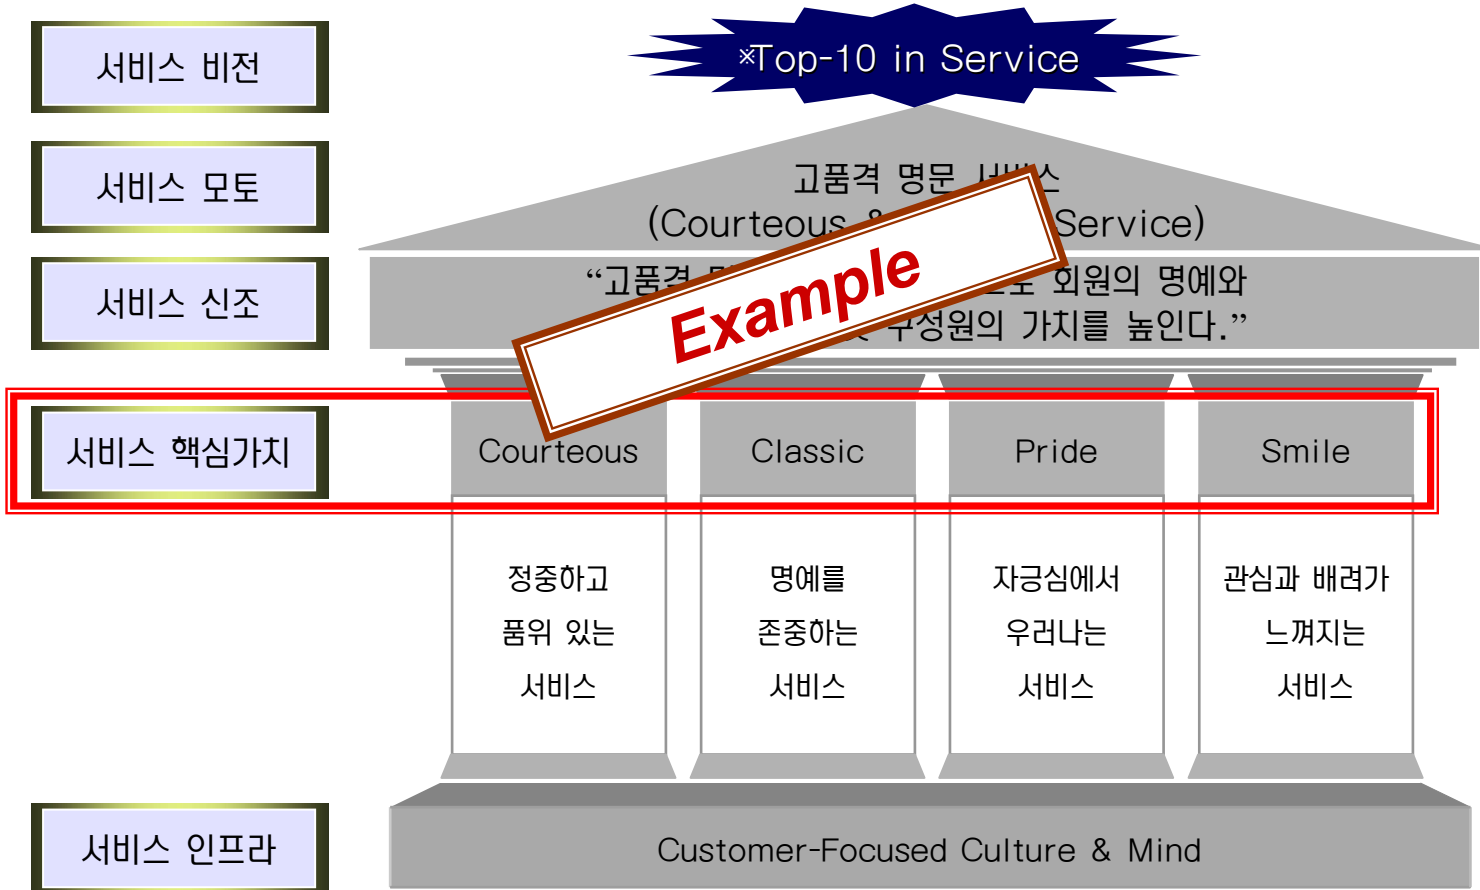 서비스 비전
※Top-10 in Service
서비스 모토
고품격 명문 서비스
(Courteous & Service)
서비스 신조
“고품격 회원의 명예와
구성원의 가치를 높인다.”
Example
서비스 핵심가치
Courteous
Classic
Pride
Smile
정중하고
품위 있는
서비스
명예를
존중하는
서비스
자긍심에서
우러나는
서비스
관심과 배려가
느껴지는
서비스
서비스 인프라
Customer-Focused Culture & Mind